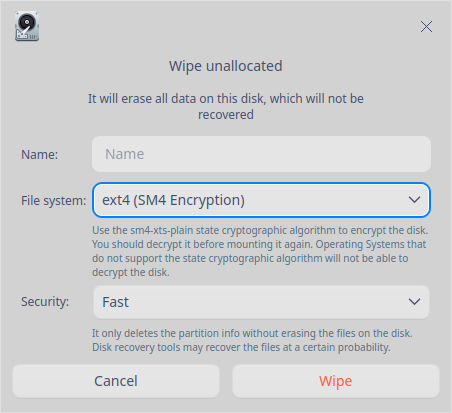 Wipe unallocated
It will erase all data on this disk, which will not be
recovered
Name:
Name
File system:
ext4 (SM4 Encryption)
Use the sm4-xts-plain state cryptographic algorithm to encrypt the disk.
You should decrypt it before mounting it again. Operating Systems that
do not support the state cryptographic algorithm will not be able to
decrypt the disk.
Security:
Fast
It only deletes the partition info without erasing the files on the disk.
Disk recovery tools may recover the files at a certain probability.
Cancel
Wipe